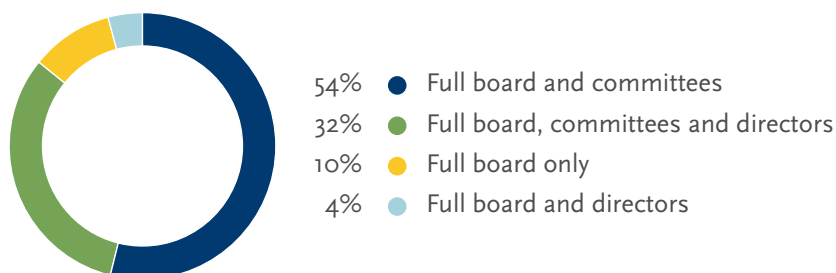 54% Full board and committees
32% Full board, committees and directors
10% Full board only
4% Full board and directors